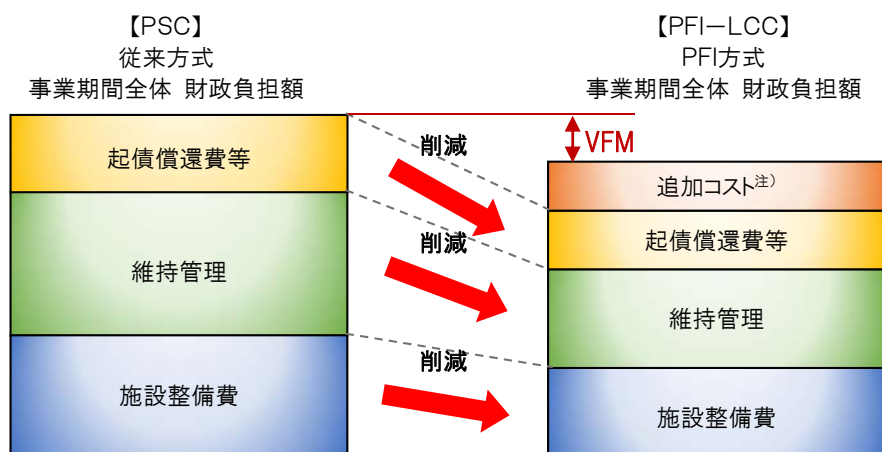 【PSC】
従来方式
事業期間全体 財政負担額
起債償還費等
維持管理
施設整備費
削減
削減
削減
【PFI－LCC】
PFI方式
事業期間全体 財政負担額
VFM
追加コスト注）
起債償還費等
維持管理
施設整備費